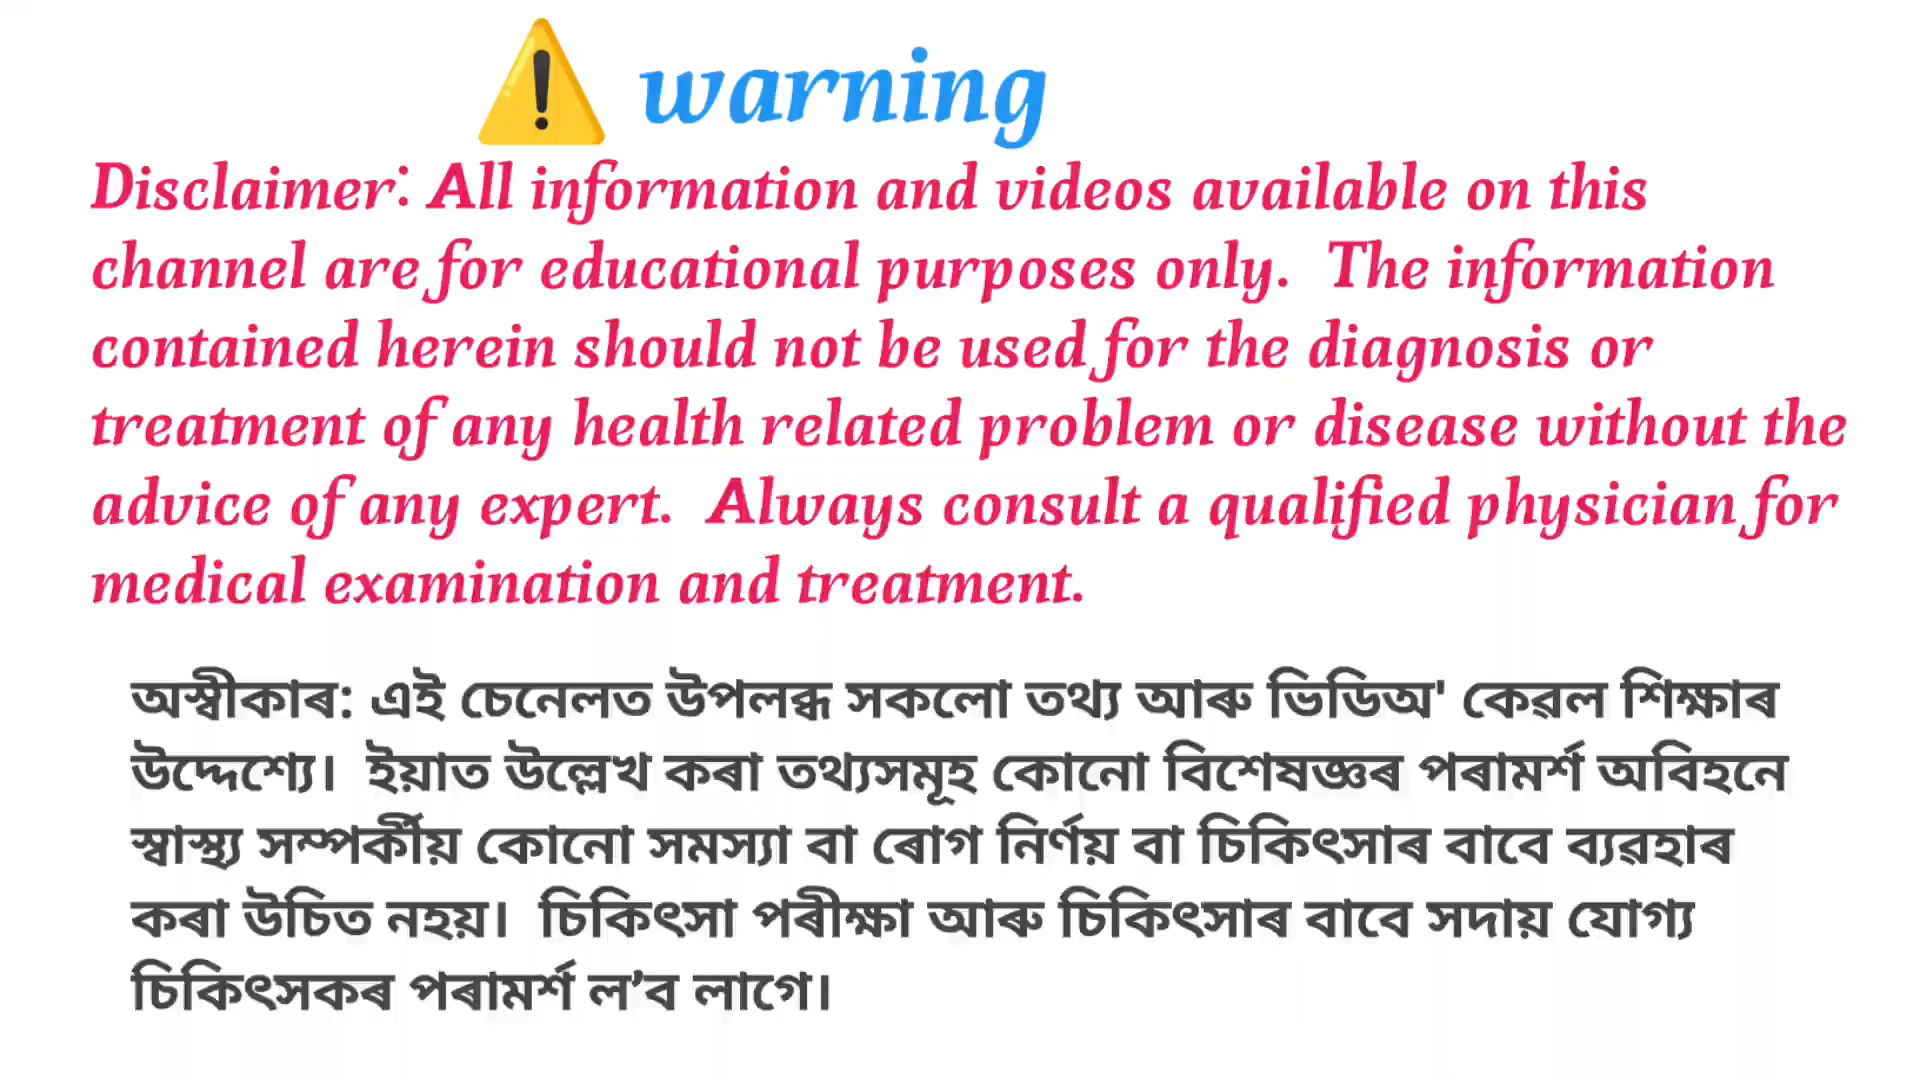 ⚠️ warning
Disclaimer: All information and videos available on this
channel are for educational purposes only. The information
contained herein should not be used for the diagnosis or
treatment of any health related problem or disease without the
advice of any expert. Always consult a qualified physician for
medical examination and treatment.
অস্বীকাৰ: এই চেনেলত উপলব্ধ সকলো তথ্য আৰু ভিডিঅ' কেৱল শিক্ষাৰ
উদ্দেশ্যে। ইয়াত উল্লেখ কৰা তথ্যসমূহ কোনো বিশেষজ্ঞৰ পৰামৰ্শ অবিহনে
স্বাস্থ্য সম্পৰ্কীয় কোনো সমস্যা বা ৰোগ নিৰ্ণয় বা চিকিৎসাৰ বাবে ব্যৱহাৰ
কৰা উচিত নহয়। চিকিৎসা পৰীক্ষা আৰু চিকিৎসাৰ বাবে সদায় যোগ্য
চিকিৎসকৰ পৰামৰ্শ ল’ব লাগে।